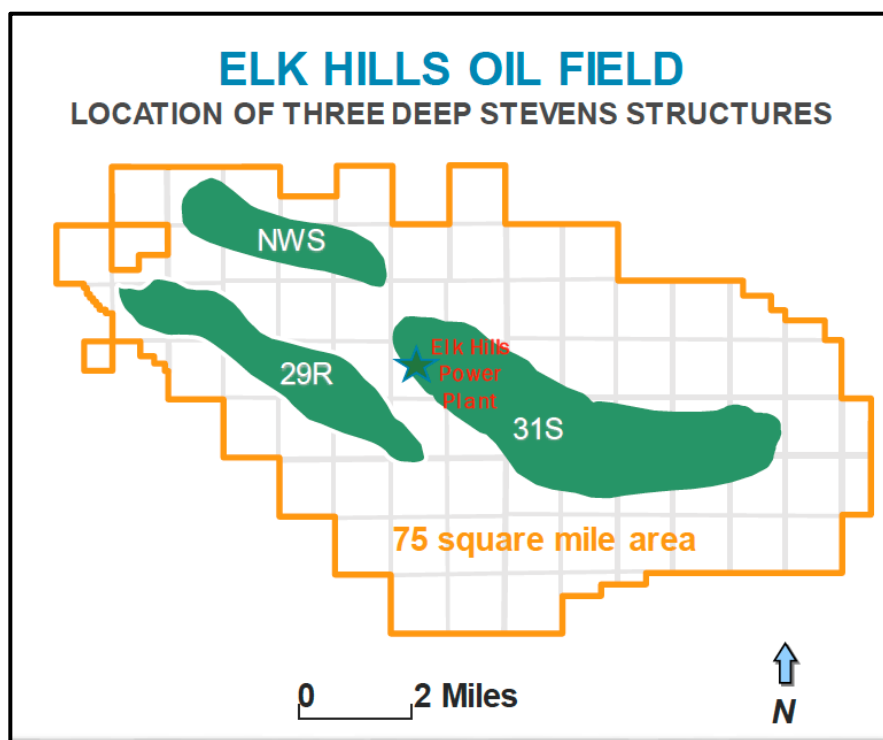 ELK HILLS OIL FIELD
LOCATION OF THREE DEEP STEVENS STRUCTURES
NWS
29R
Elk Hills
Power
Plant
31S
75 square mile area
0 2 Miles
N